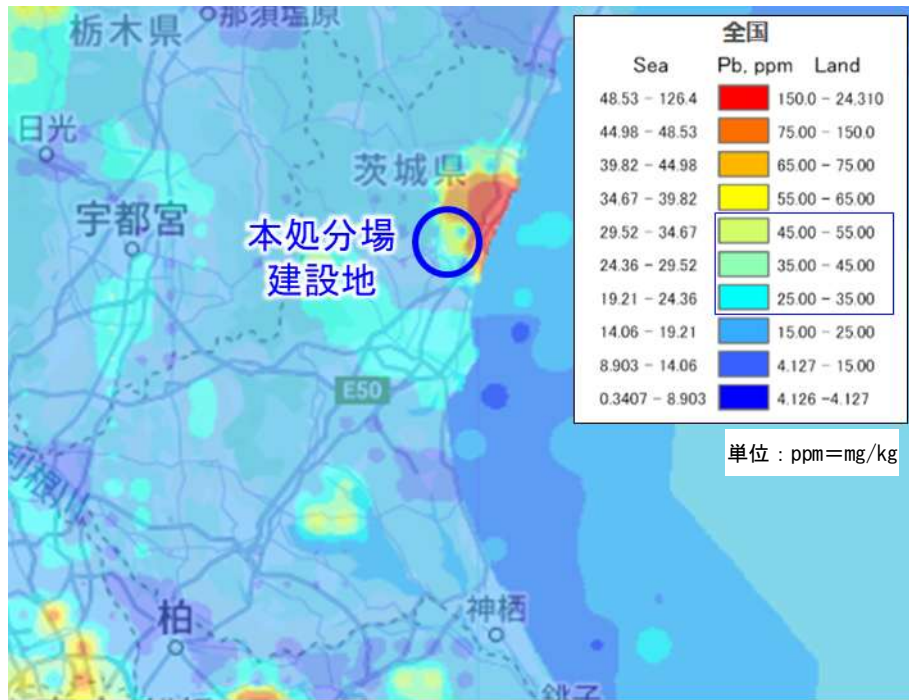 那須塩原
栃木県
日光
茨城県
宇都宮
本処分場
建設地
E50
利根川
柏
神栖
銚子
全国
Sea Pb, ppm Land
48.53 - 126.4 150.0 - 24.310
44.98 - 48.53 75.00 - 150.0
39.82 - 44.98 65.00 - 75.00
34.67 - 39.82 55.00 - 65.00
29.52 - 34.67 45.00 - 55.00
24.36 - 29.52 35.00 - 45.00
19.21 - 24.36 25.00 - 35.00
14.06 - 19.21 15.00 - 25.00
8.903 - 14.06 4.127 - 15.00
0.3407 - 8.903 4.126 -4.127
単位：ppm＝mg/kg